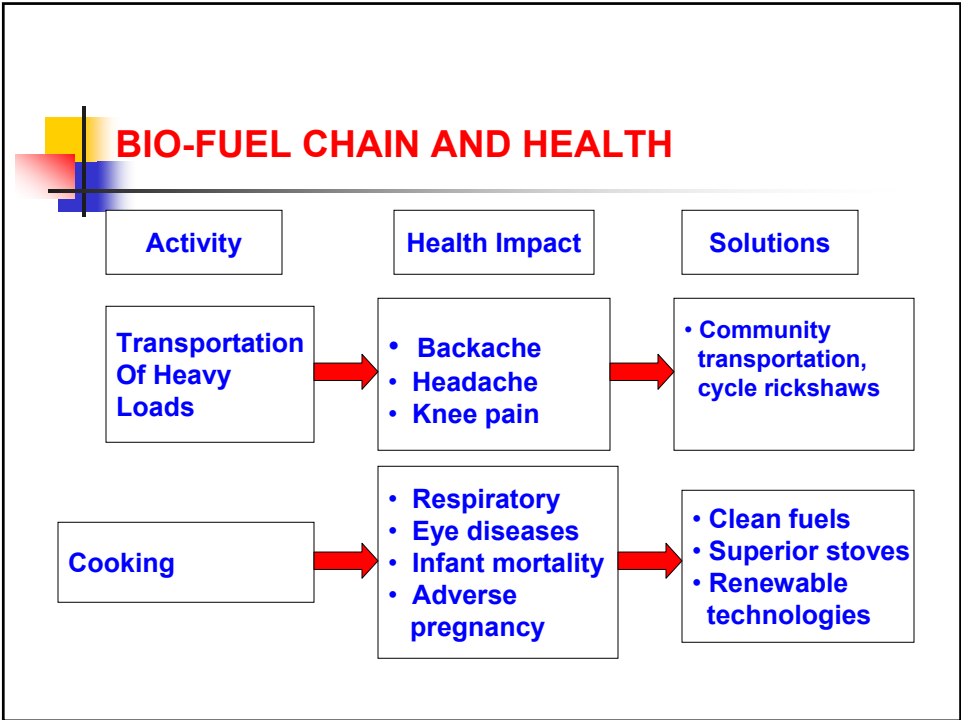 BIO-FUEL CHAIN AND HEALTH
Activity
Health Impact
Solutions
Transportation
Of Heavy
Loads
• Backache
• Headache
• Knee pain
• Community
transportation,
cycle rickshaws
Cooking
• Respiratory
• Eye diseases
• Infant mortality
• Adverse
pregnancy
• Clean fuels
• Superior stoves
• Renewable
technologies